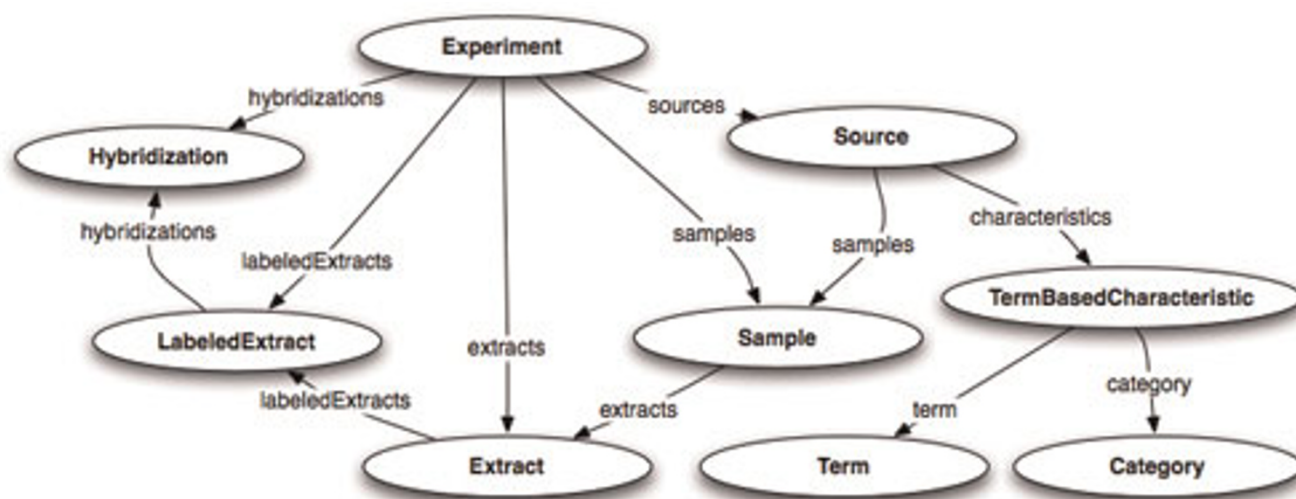 Experiment
hybridizations
sources
Source
Hybridization
characteristics
hybridizations
samples
samples
labeledExtracts
TermBasedCharacteristic
LabeledExtract
Sample
extracts
category
labeledExtracts
extracts
term
Extract
Term
Category